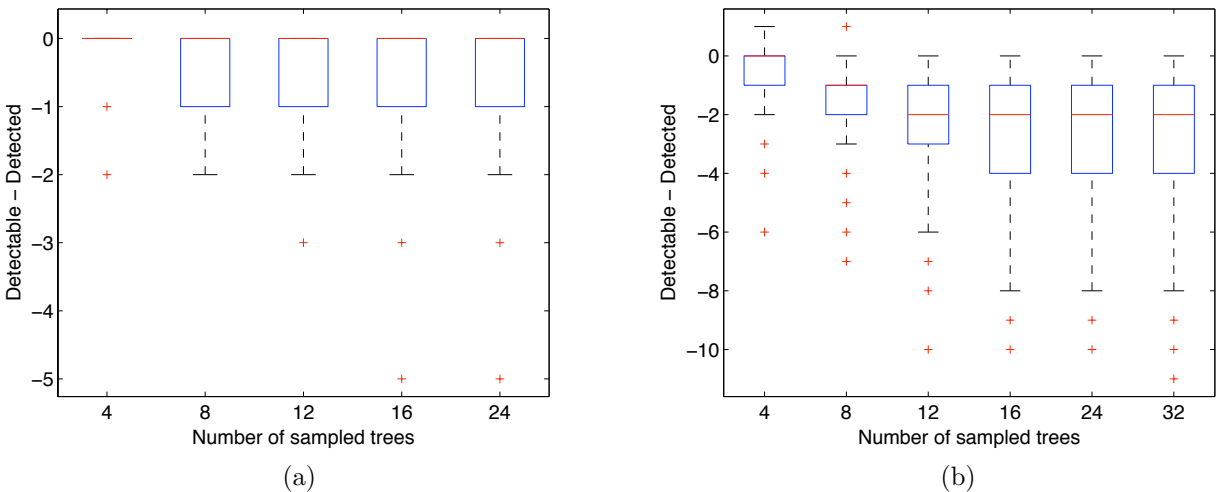 Detectable − Detected
0
−1
−2
−3
−4
−5
4 8 12 16 24
Number of sampled trees
(a)
Detectable − Detected
0
−2
−4
−6
−8
−10
4 8 12 16 24 32
Number of sampled trees
(b)